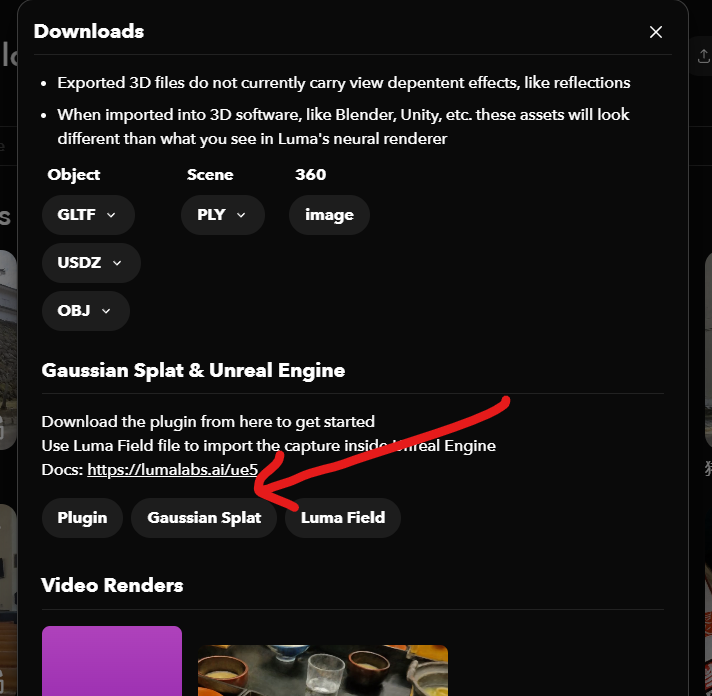 Downloads
Exported 3D files do not currently carry view depentent effects, like reflections
When imported into 3D software, like Blender, Unity, etc. these assets will look
different than what you see in Luma's neural renderer
Object Scene 360
GLTF PLY image
USDZ
OBJ
Gaussian Splat & Unreal Engine
Download the plugin from here to get started
Use Luma Field file to import the capture inside Unreal Engine
Docs: https://lumalabs.ai/ue5
Plugin Gaussian Splat Luma Field
Video Renders